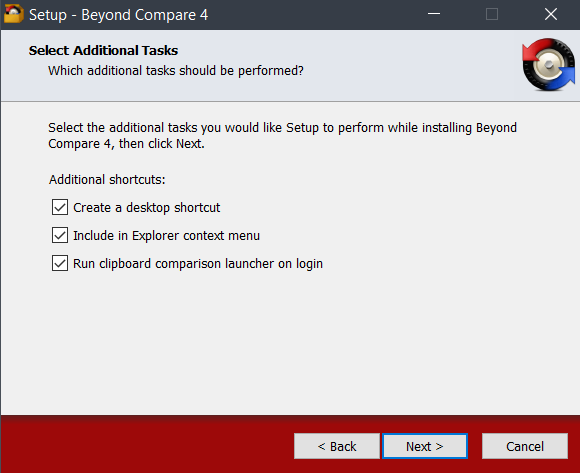 Setup - Beyond Compare 4
Select Additional Tasks
Which additional tasks should be performed?
Select the additional tasks you would like Setup to perform while installing Beyond
Compare 4, then click Next.
Additional shortcuts:
Create a desktop shortcut
Include in Explorer context menu
Run clipboard comparison launcher on login
< Back
Next >
Cancel